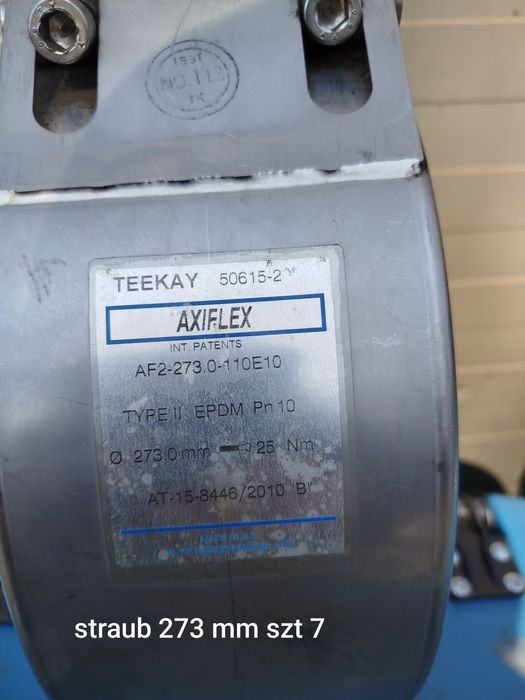 TEST
NO.113
TK
TEEKAY 50615-2
AXIFLEX
INT. PATENTS
AF2-273.0-110E10
TYPE II EPDM Pn 10
Ø 273.0 mm 25 Nm
AT-15-8446/2010 "B"
straub 273 mm szt 7